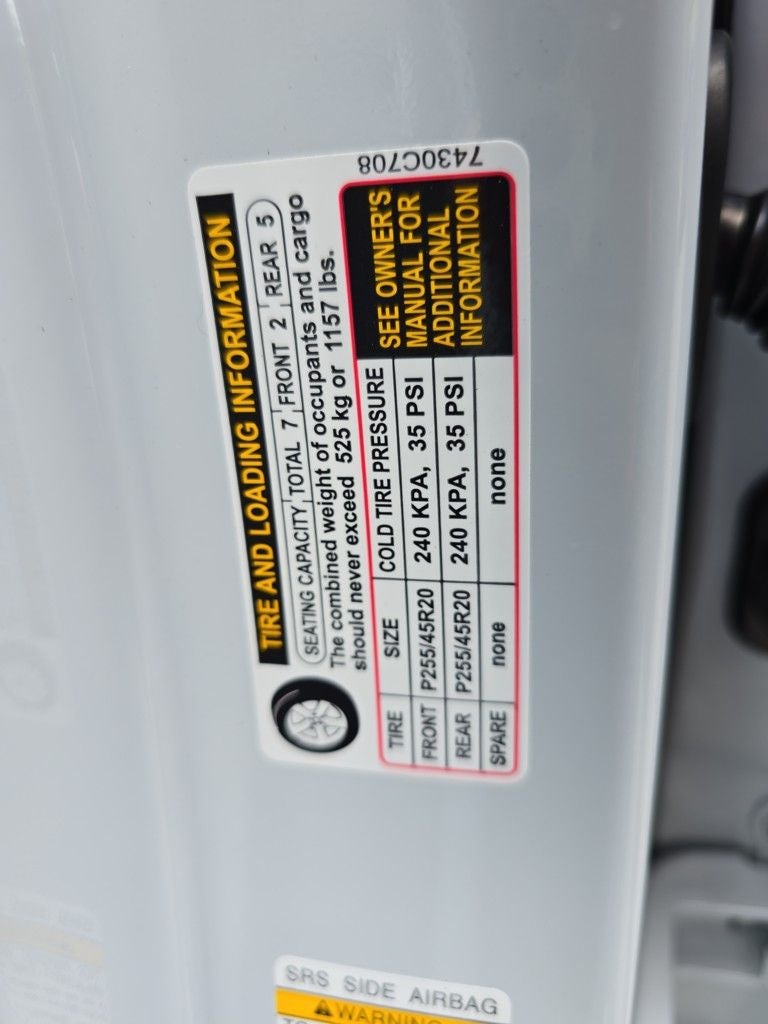 7430C708
TIRE AND LOADING INFORMATION
SEATING CAPACITY TOTAL 7 FRONT 2 REAR 5
The combined weight of occupants and cargo
should never exceed 525 kg or 1157 lbs.
TIRE SIZE COLD TIRE PRESSURE
FRONT P255/45R20 240 KPA, 35 PSI
REAR P255/45R20 240 KPA, 35 PSI
SPARE none none
SEE OWNER'S
MANUAL FOR
ADDITIONAL
INFORMATION
SRS SIDE AIRBAG
WARNING